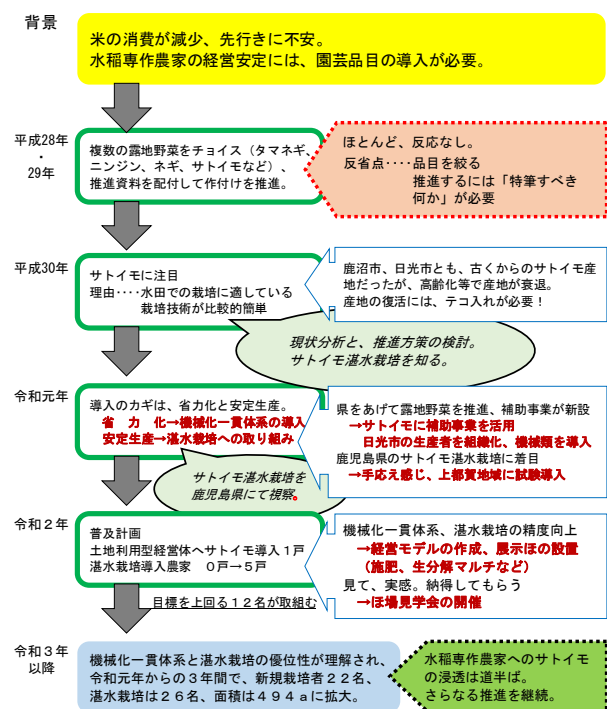 背景
米の消費が減少、先行きに不安。
水稲専作農家の経営安定には、園芸品目の導入が必要。
平成28年
・
29年
複数の露地野菜をチョイス（タマネギ、
ニンジン、ネギ、サトイモなど）、
推進資料を配付して作付けを推進。
ほとんど、反応なし。
反省点‥‥品目を絞る
推進するには「特筆すべき
何か」が必要
平成30年
サトイモに注目
理由‥‥水田での栽培に適している
栽培技術が比較的簡単
鹿沼市、日光市とも、古くからのサトイモ産
地だったが、高齢化等で産地が衰退。
産地の復活には、テコ入れが必要！
現状分析と、推進方策の検討。
サトイモ湛水栽培を知る。
令和元年
導入のカギは、省力化と安定生産。
省　力　化→機械化一貫体系の導入
安定生産→湛水栽培への取り組み
県をあげて露地野菜を推進、補助事業が新設
→サトイモに補助事業を活用
日光市の生産者を組織化、機械類を導入
鹿児島県のサトイモ湛水栽培に着目
→手応え感じ、上都賀地域に試験導入
サトイモ湛水栽培を
鹿児島県にて視察。
令和２年
普及計画
土地利用型経営体へサトイモ導入１戸
湛水栽培導入農家　０戸→５戸
機械化一貫体系、湛水栽培の精度向上
→経営モデルの作成、展示ほの設置
（施肥、生分解マルチなど）
見て、実感。納得してもらう
→ほ場見学会の開催
目標を上回る１２名が取組む
令和３年
以降
機械化一貫体系と湛水栽培の優位性が理解され、
令和元年からの３年間で、新規栽培者２２名、
湛水栽培は２６名、面積は４９４ａに拡大。
水稲専作農家へのサトイモ
の浸透は道半ば。
さらなる推進を継続。